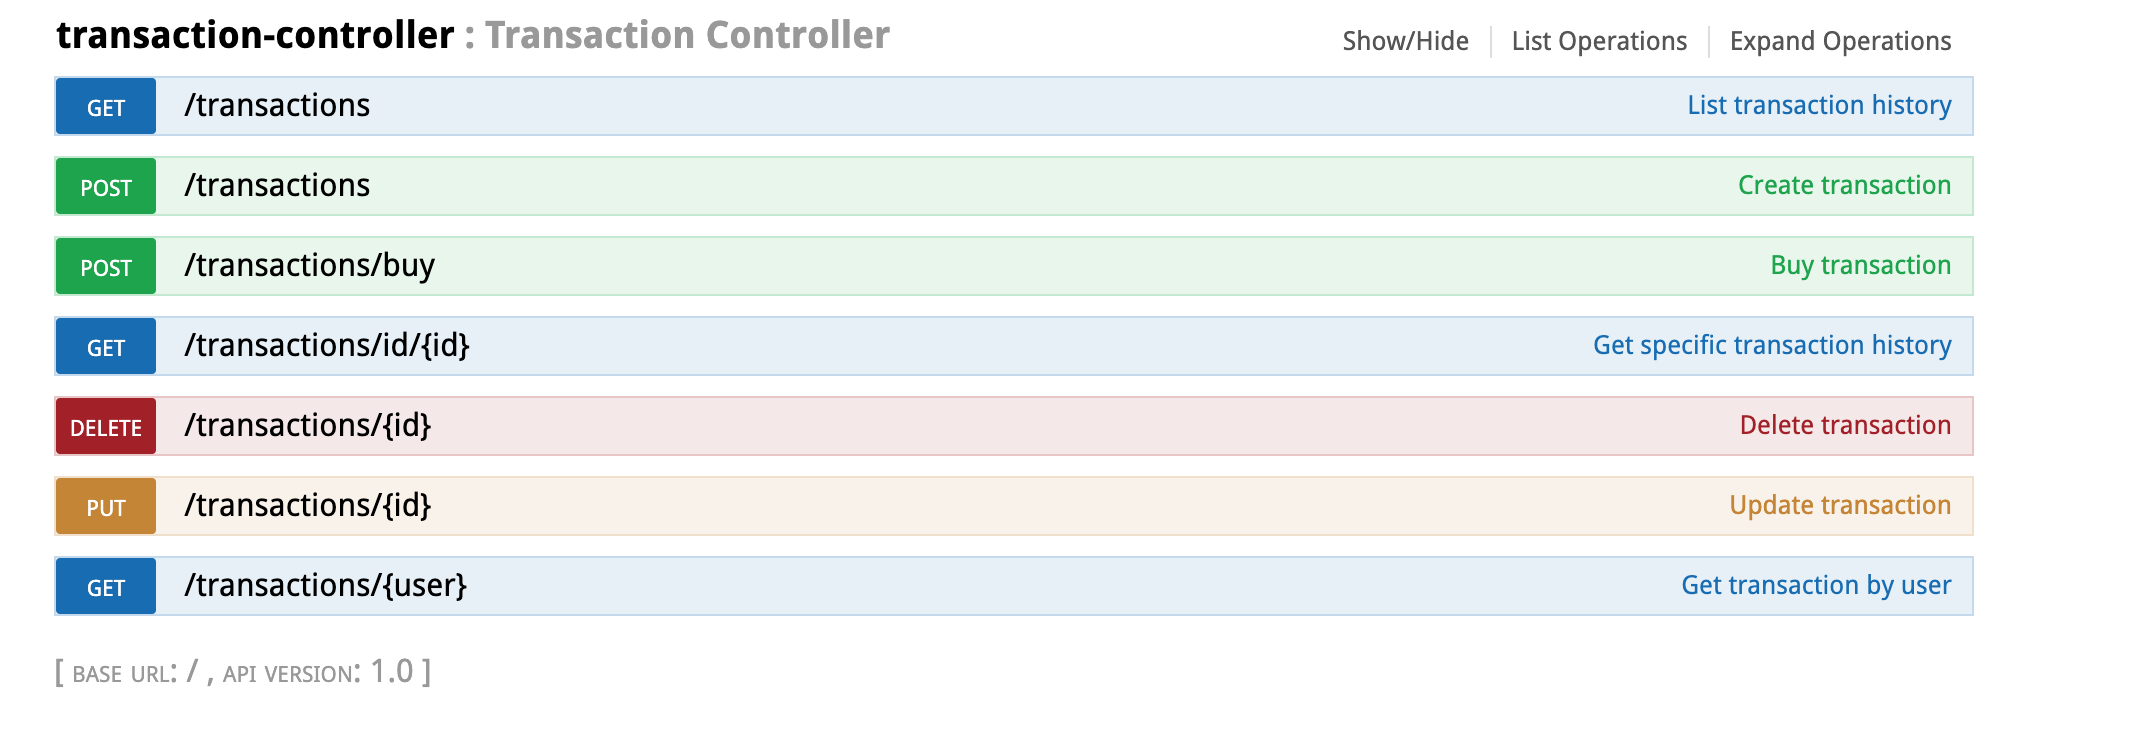 transaction-controller : Transaction Controller
Show/Hide
List Operations
Expand Operations
GET /transactions List transaction history
POST /transactions Create transaction
POST /transactions/buy Buy transaction
GET /transactions/id/{id} Get specific transaction history
DELETE /transactions/{id} Delete transaction
PUT /transactions/{id} Update transaction
GET /transactions/{user} Get transaction by user
[ BASE URL: / , API VERSION: 1.0 ]